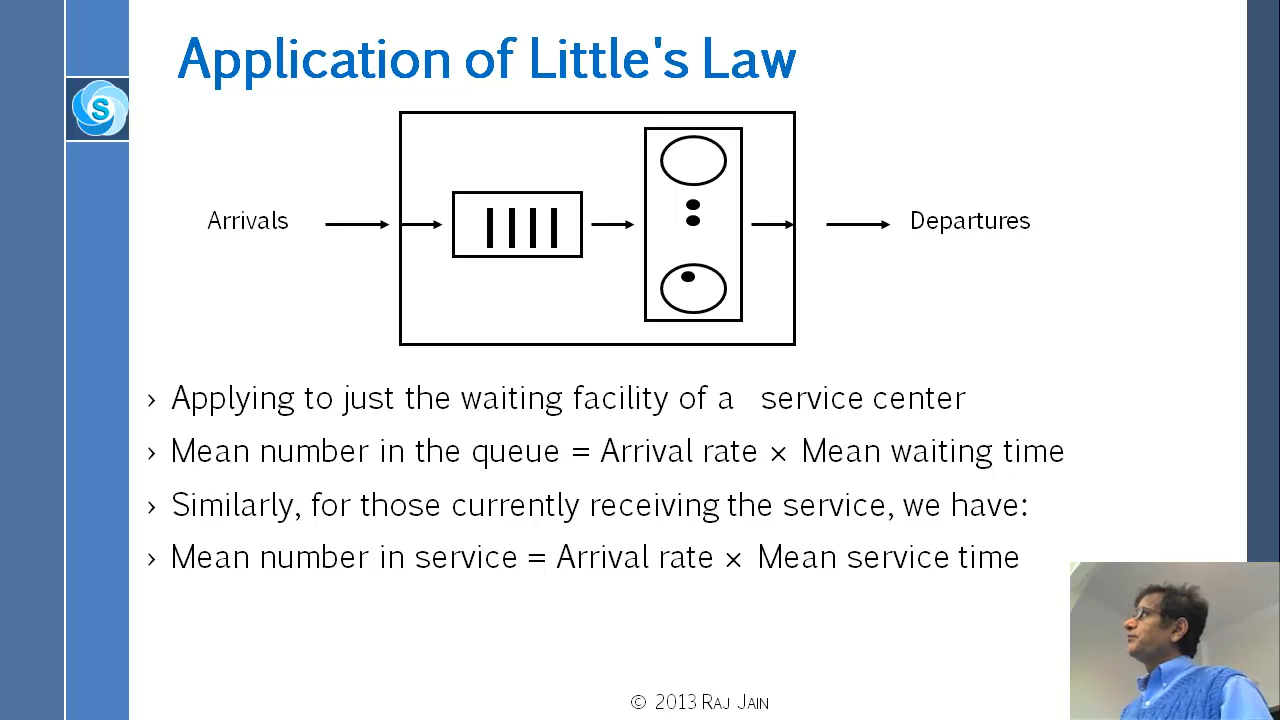 Application of Little's Law
S
Arrivals
Departures
› Applying to just the waiting facility of a service center
› Mean number in the queue = Arrival rate × Mean waiting time
› Similarly, for those currently receiving the service, we have:
› Mean number in service = Arrival rate × Mean service time
© 2013 RAJ JAIN